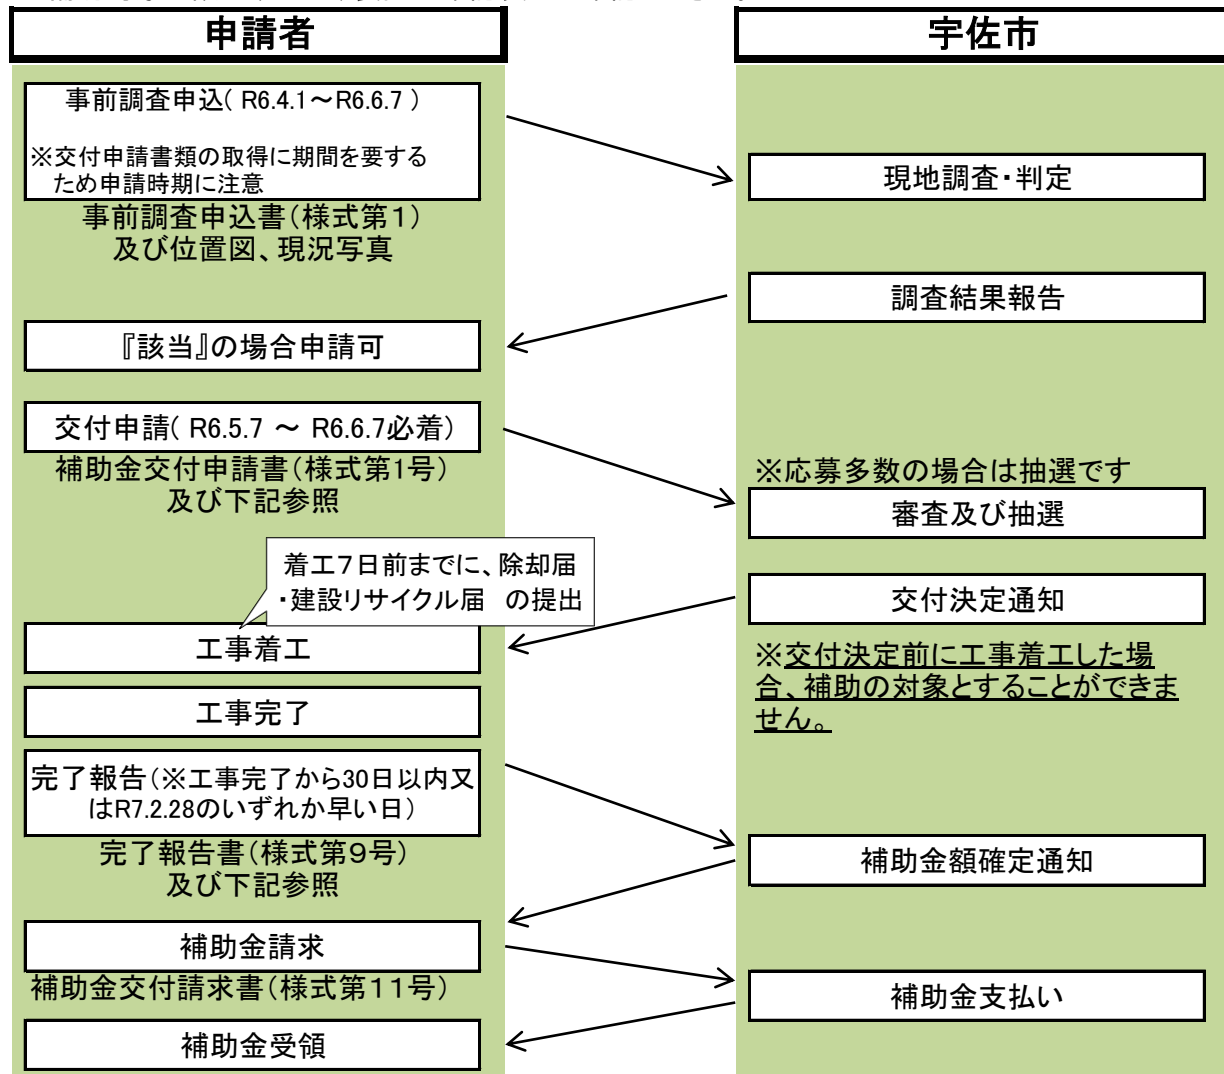 申請者
宇佐市
事前調査申込( R6.4.1～R6.6.7 )
※交付申請書類の取得に期間を要する
ため申請時期に注意
事前調査申込書(様式第1)
及び位置図、現況写真
現地調査・判定
調査結果報告
『該当』の場合申請可
交付申請( R6.5.7 ～ R6.6.7必着)
補助金交付申請書(様式第1号)
及び下記参照
※応募多数の場合は抽選です
審査及び抽選
着工7日前までに、除却届
・建設リサイクル届　の提出
交付決定通知
工事着工
※交付決定前に工事着工した場
合、補助の対象とすることができま
せん。
工事完了
完了報告(※工事完了から30日以内又
はR7.2.28のいずれか早い日)
完了報告書(様式第9号)
及び下記参照
補助金額確定通知
補助金請求
補助金交付請求書(様式第11号)
補助金支払い
補助金受領